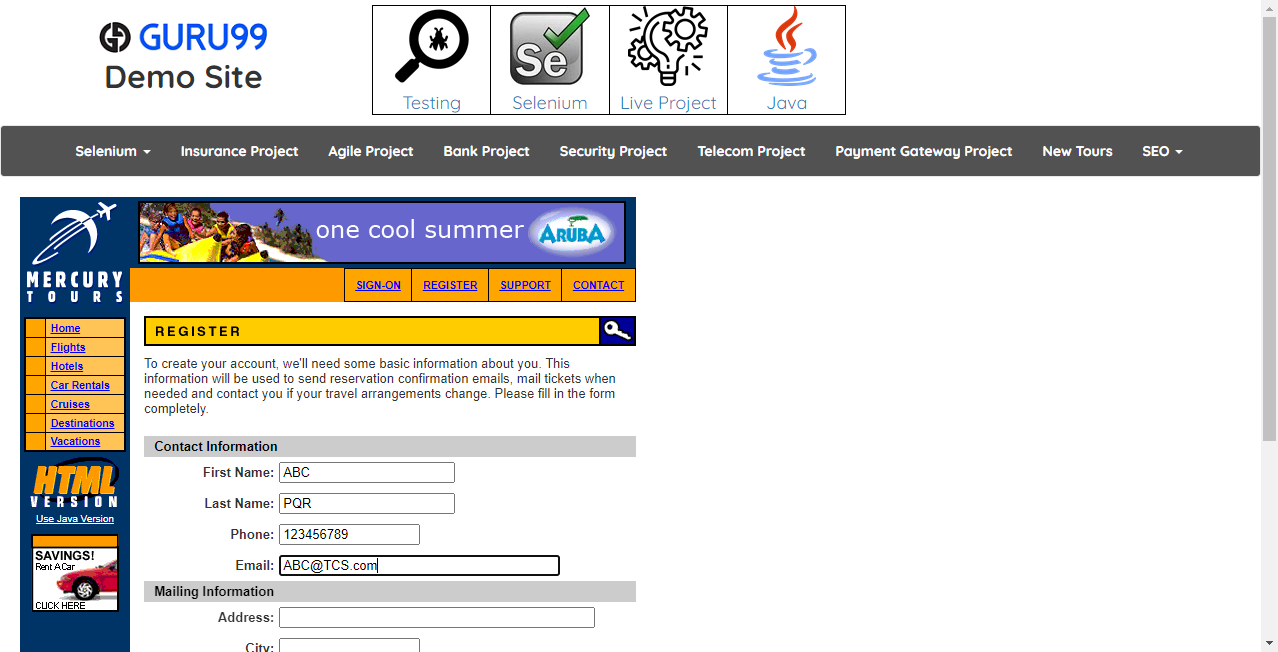 GURU99
Demo Site
Testing
Selenium
Live Project
Java
Selenium
Insurance Project
Agile Project
Bank Project
Security Project
Telecom Project
Payment Gateway Project
New Tours
SEO
MERCURY
TOURS
one cool summer
ARUBA
SIGN-ON
REGISTER
SUPPORT
CONTACT
Home
Flights
Hotels
Car Rentals
Cruises
Destinations
Vacations
HTML
VERSION
Use Java Version
SAVINGS!
Rent A Car
CLICK HERE
REGISTER
To create your account, we'll need some basic information about you. This
information will be used to send reservation confirmation emails, mail tickets when
needed and contact you if your travel arrangements change. Please fill in the form
completely.
Contact Information
First Name: ABC
Last Name: PQR
Phone: 123456789
Email: ABC@TCS.com
Mailing Information
Address:
City: